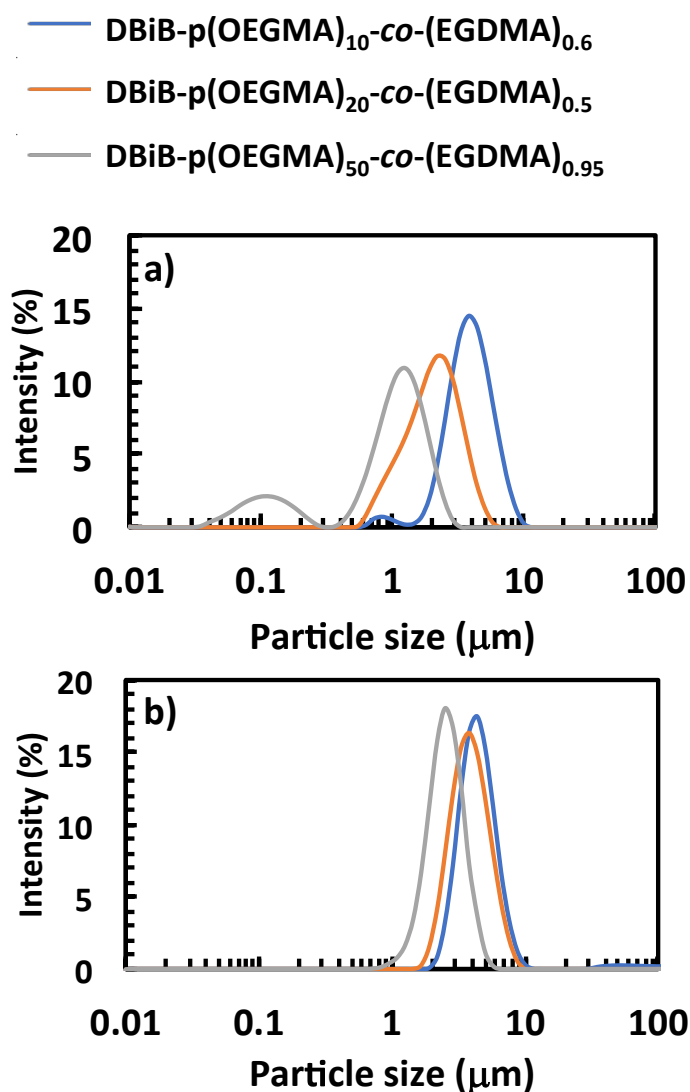 DBiB-p(OEGMA)10-co-(EGDMA)0.6
DBiB-p(OEGMA)20-co-(EGDMA)0.5
DBiB-p(OEGMA)50-co-(EGDMA)0.95
a)
Intensity (%)
20
15
10
5
0
0.01 0.1 1 10 100
Particle size (μm)
b)
Intensity (%)
20
15
10
5
0
0.01 0.1 1 10 100
Particle size (μm)